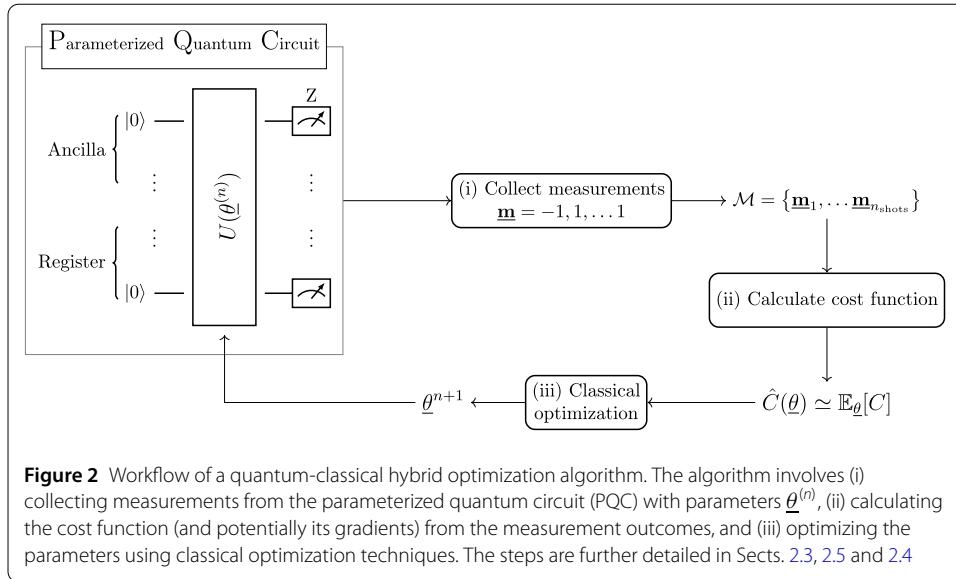 Parameterized Quantum Circuit
Z
|0⟩
Ancilla
⋮ ⋮
U(θ̲^(n))
⋮ ⋮
Register
|0⟩
(i) Collect measurements
m̲ = −1, 1, . . . 1
M = {m̲₁, . . . m̲_{n_shots}}
(ii) Calculate cost function
Ĉ(θ̲) ≃ 𝔼_θ̲[C]
(iii) Classical
optimization
θ̲^{n+1}
Figure 2 Workflow of a quantum-classical hybrid optimization algorithm. The algorithm involves (i)
collecting measurements from the parameterized quantum circuit (PQC) with parameters θ̲^(n), (ii) calculating
the cost function (and potentially its gradients) from the measurement outcomes, and (iii) optimizing the
parameters using classical optimization techniques. The steps are further detailed in Sects. 2.3, 2.5 and 2.4